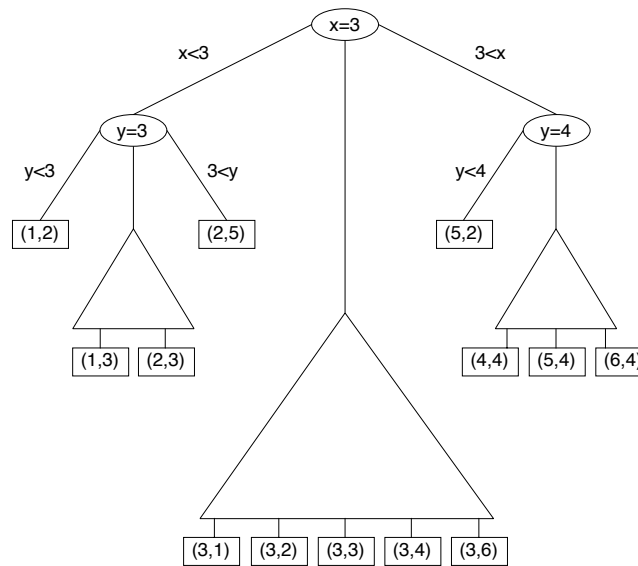 x=3
x<3
3<x
y=3
y=4
y<3
3<y
y<4
(1,2)
(2,5)
(5,2)
(1,3)
(2,3)
(4,4)
(5,4)
(6,4)
(3,1)
(3,2)
(3,3)
(3,4)
(3,6)